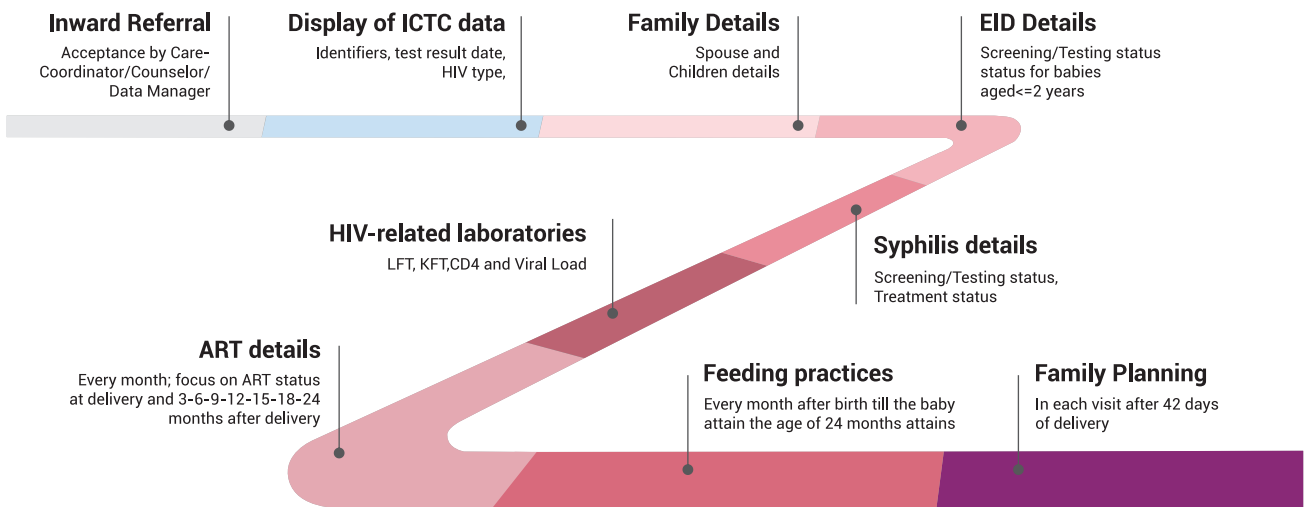 Inward Referral
Acceptance by Care-
Coordinator/Counselor/
Data Manager
Display of ICTC data
Identifiers, test result date,
HIV type,
Family Details
Spouse and
Children details
EID Details
Screening/Testing status
status for babies
aged<=2 years
Syphilis details
Screening/Testing status,
Treatment status
HIV-related laboratories
LFT, KFT,CD4 and Viral Load
ART details
Every month; focus on ART status
at delivery and 3-6-9-12-15-18-24
months after delivery
Feeding practices
Every month after birth till the baby
attain the age of 24 months attains
Family Planning
In each visit after 42 days
of delivery